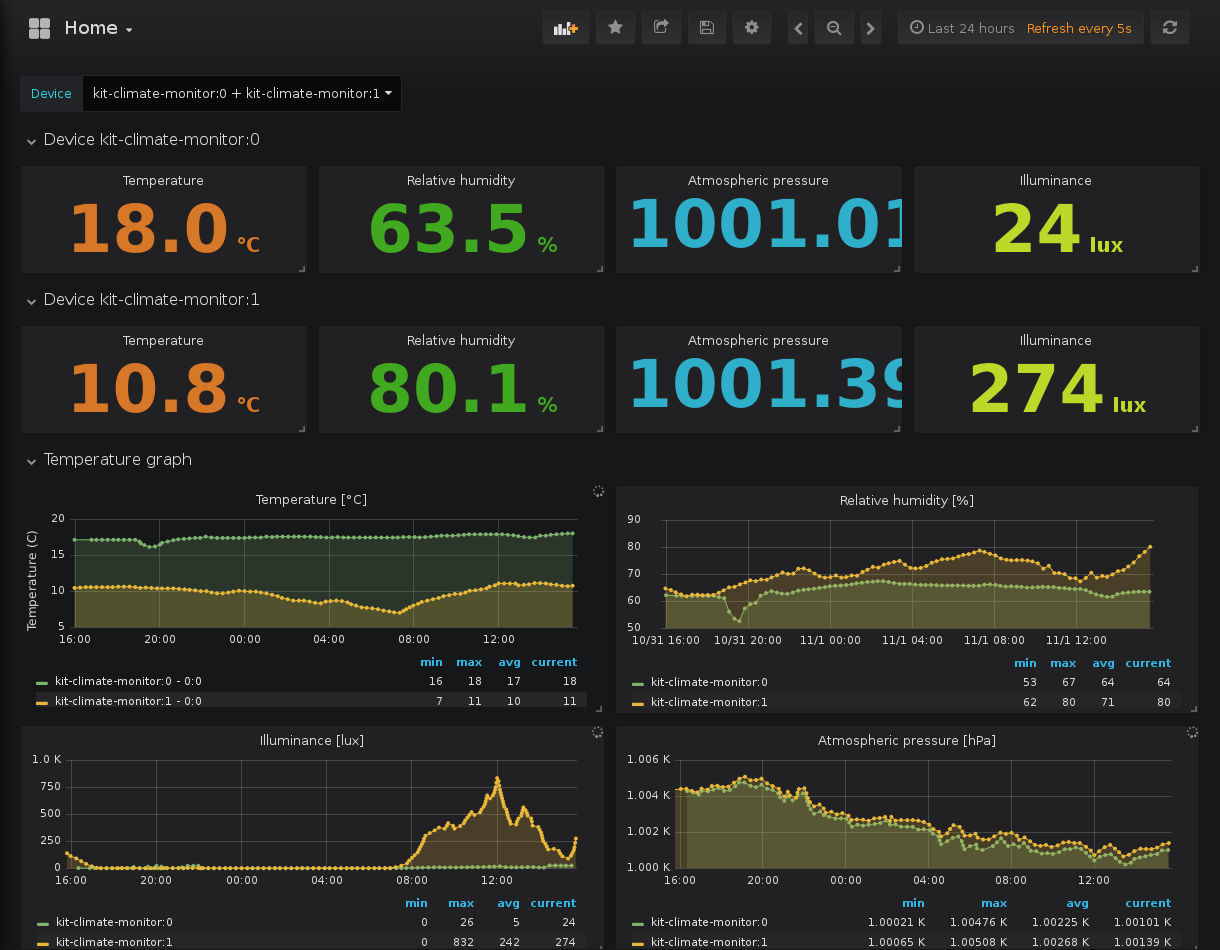 Home
Last 24 hours Refresh every 5s
Device kit-climate-monitor:0 + kit-climate-monitor:1
Device kit-climate-monitor:0
Temperature Relative humidity Atmospheric pressure Illuminance
18.0 °C 63.5 % 1001.01 24 lux
Device kit-climate-monitor:1
Temperature Relative humidity Atmospheric pressure Illuminance
10.8 °C 80.1 % 1001.39 274 lux
Temperature graph
Temperature [°C]
Temperature (C)
20
15
10
5
16:00 20:00 00:00 04:00 08:00 12:00
min max avg current
kit-climate-monitor:0 - 0:0 16 18 17 18
kit-climate-monitor:1 - 0:0 7 11 10 11
Relative humidity [%]
90
80
70
60
50
10/31 16:00 10/31 20:00 11/1 00:00 11/1 04:00 11/1 08:00 11/1 12:00
min max avg current
kit-climate-monitor:0 53 67 64 64
kit-climate-monitor:1 62 80 71 80
Illuminance [lux]
1.0 K
750
500
250
0
16:00 20:00 00:00 04:00 08:00 12:00
min max avg current
kit-climate-monitor:0 0 26 5 24
kit-climate-monitor:1 0 832 242 274
Atmospheric pressure [hPa]
1.006 K
1.004 K
1.002 K
1.000 K
16:00 20:00 00:00 04:00 08:00 12:00
min max avg current
kit-climate-monitor:0 1.00021 K 1.00476 K 1.00225 K 1.00101 K
kit-climate-monitor:1 1.00065 K 1.00508 K 1.00268 K 1.00139 K